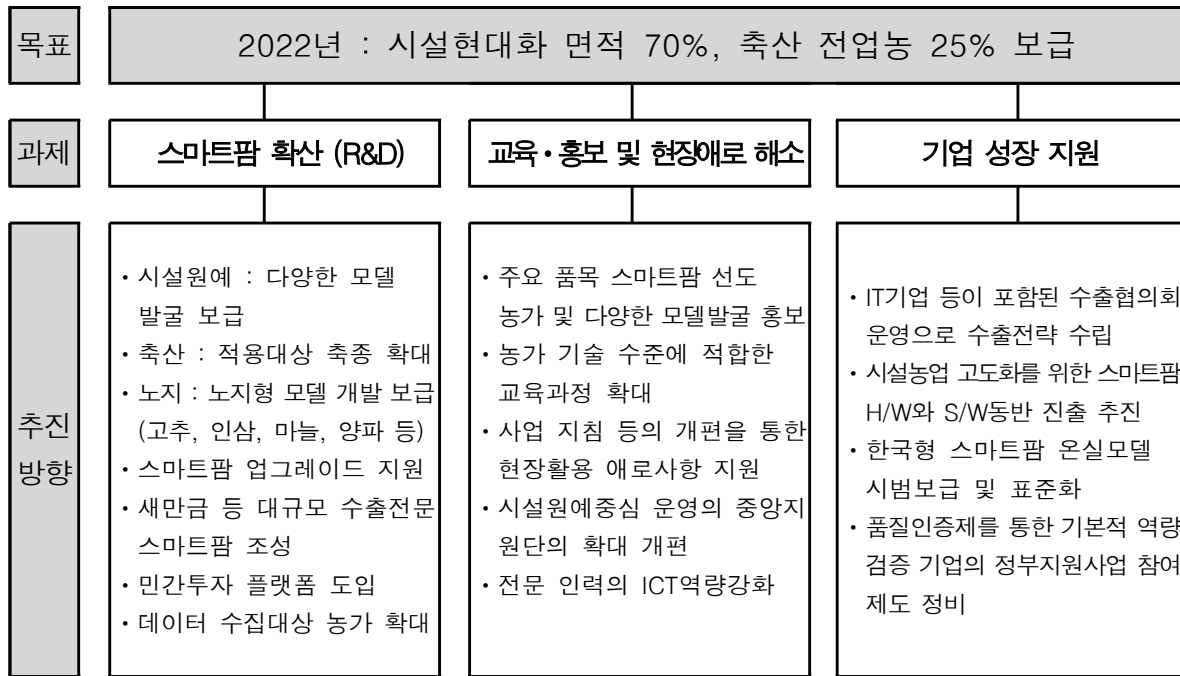 목표
2022년 : 시설현대화 면적 70%, 축산 전업농 25% 보급
과제
스마트팜 확산 (R&D)
교육·홍보 및 현장애로 해소
기업 성장 지원
추진
방향
• 시설원예 : 다양한 모델
발굴 보급
• 축산 : 적용대상 축종 확대
• 노지 : 노지형 모델 개발 보급
(고추, 인삼, 마늘, 양파 등)
• 스마트팜 업그레이드 지원
• 새만금 등 대규모 수출전문
스마트팜 조성
• 민간투자 플랫폼 도입
• 데이터 수집대상 농가 확대
• 주요 품목 스마트팜 선도
농가 및 다양한 모델발굴 홍보
• 농가 기술 수준에 적합한
교육과정 확대
• 사업 지침 등의 개편을 통한
현장활용 애로사항 지원
• 시설원예중심 운영의 중앙지
원단의 확대 개편
• 전문 인력의 ICT역량강화
• IT기업 등이 포함된 수출협의회
운영으로 수출전략 수립
• 시설농업 고도화를 위한 스마트팜
H/W와 S/W동반 진출 추진
• 한국형 스마트팜 온실모델
시범보급 및 표준화
• 품질인증제를 통한 기본적 역량
검증 기업의 정부지원사업 참여
제도 정비